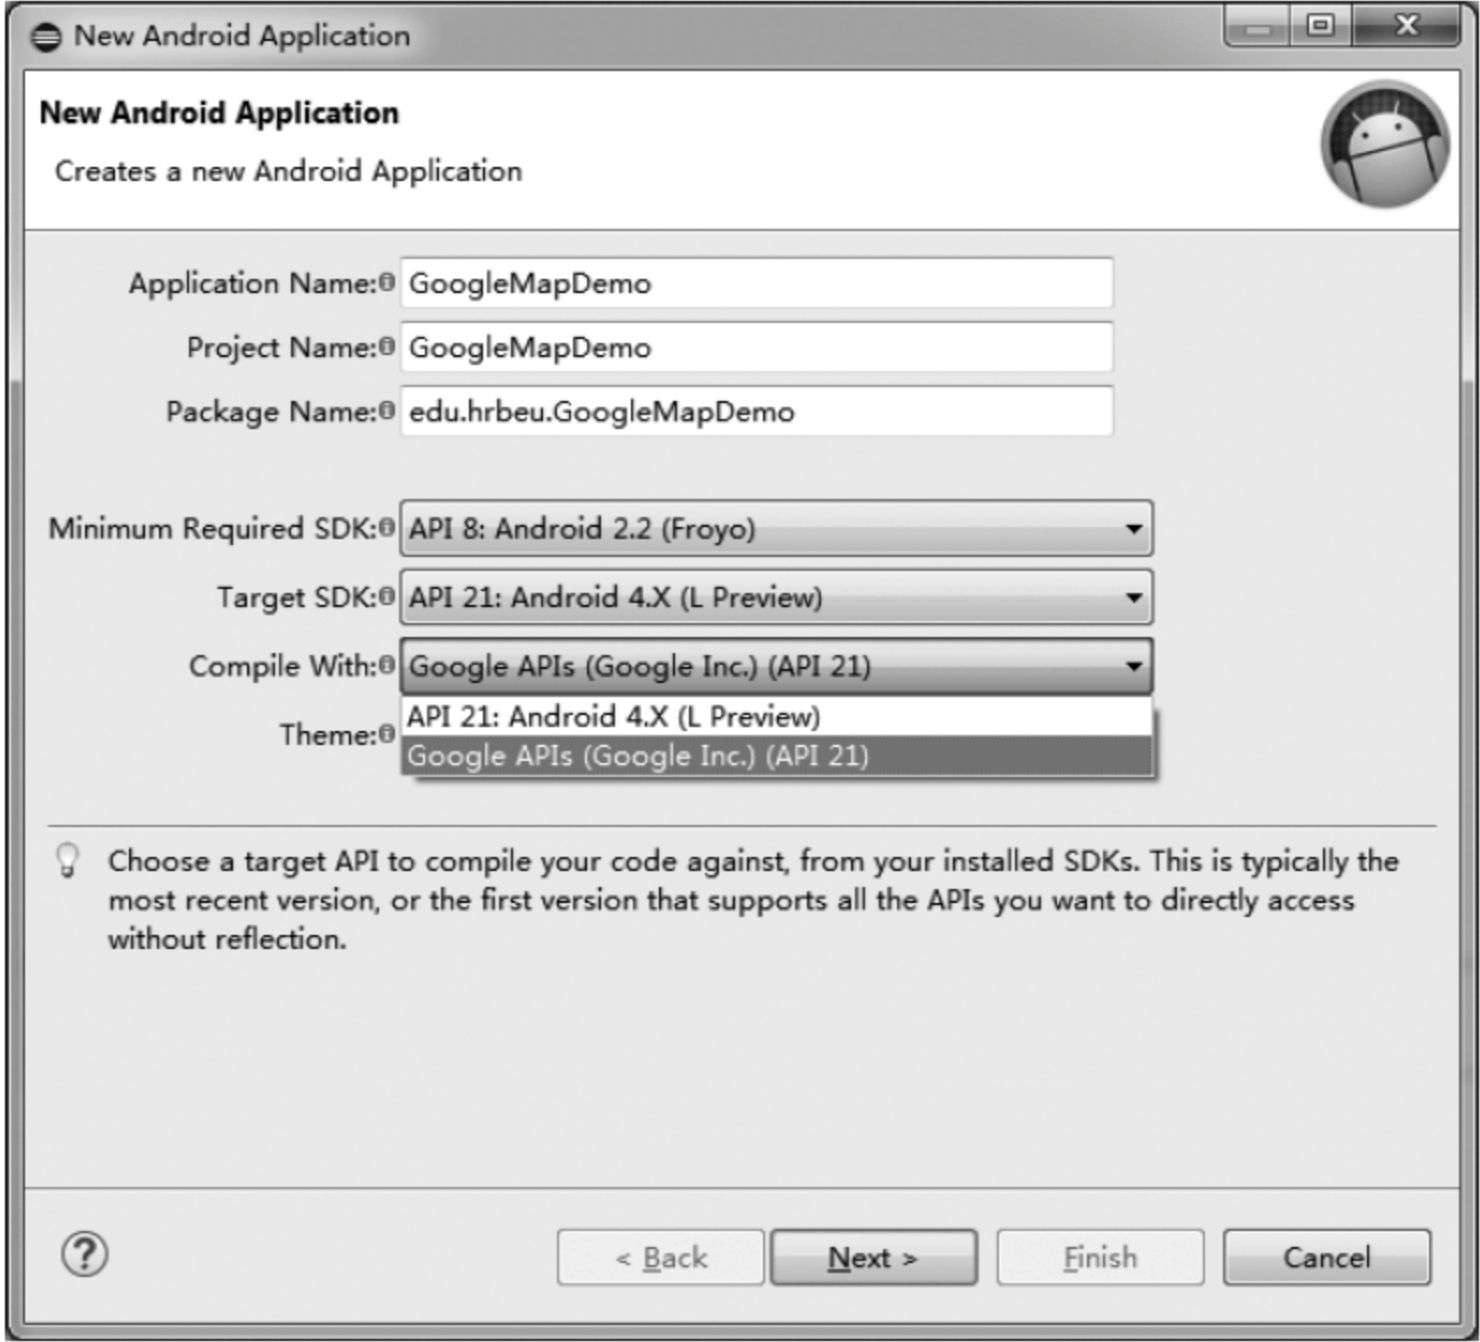 New Android Application
New Android Application
Creates a new Android Application
Application Name: GoogleMapDemo
Project Name: GoogleMapDemo
Package Name: edu.hrbeu.GoogleMapDemo
Minimum Required SDK: API 8: Android 2.2 (Froyo)
Target SDK: API 21: Android 4.X (L Preview)
Compile With: Google APIs (Google Inc.) (API 21)
API 21: Android 4.X (L Preview)
Theme:
Google APIs (Google Inc.) (API 21)
Choose a target API to compile your code against, from your installed SDKs. This is typically the
most recent version, or the first version that supports all the APIs you want to directly access
without reflection.
? < Back Next > Finish Cancel